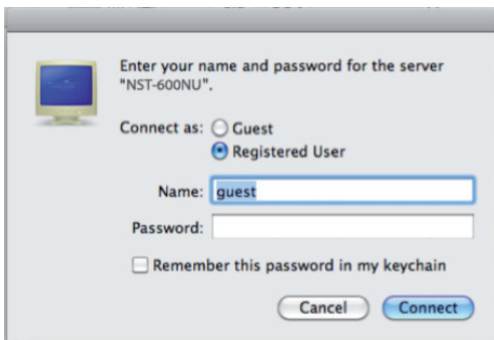 Enter your name and password for the server
"NST-600NU".
Connect as: Guest
Registered User
Name: guest
Password:
Remember this password in my keychain
Cancel Connect